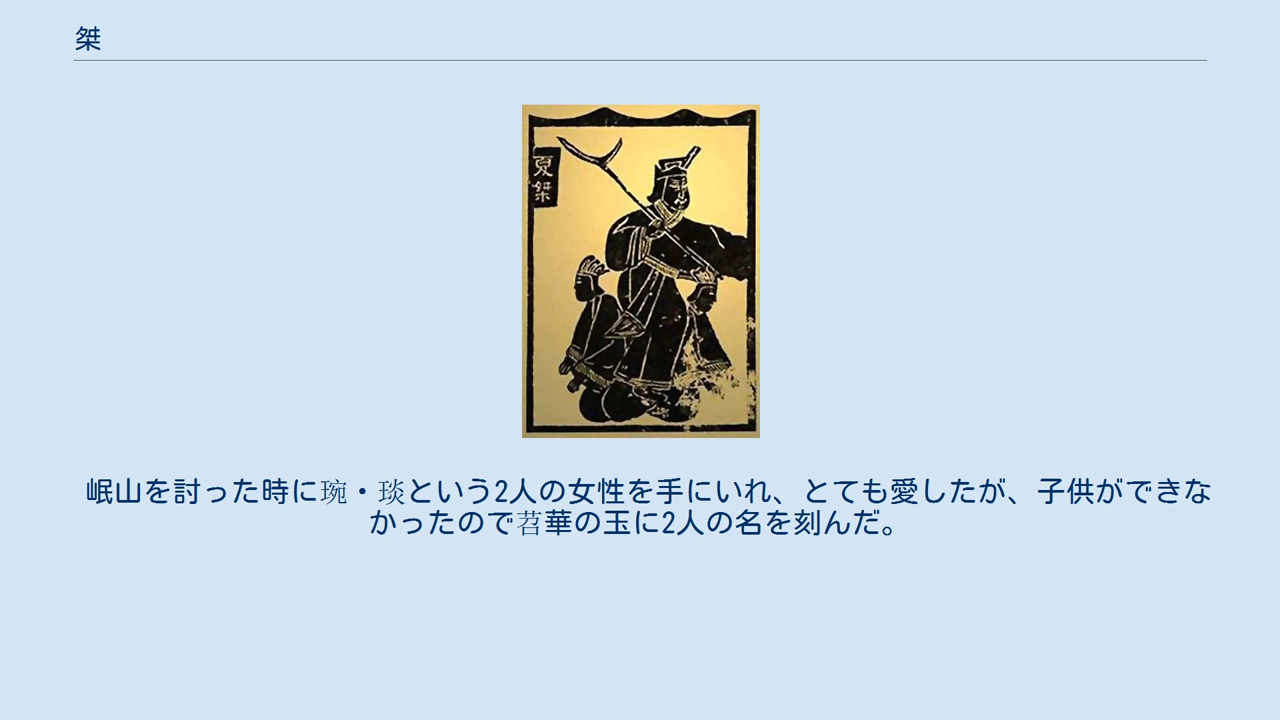 桀
夏
桀
岷山を討った時に琬・琰という2人の女性を手にいれ、とても愛したが、子供ができな
かったので苕華の玉に2人の名を刻んだ。